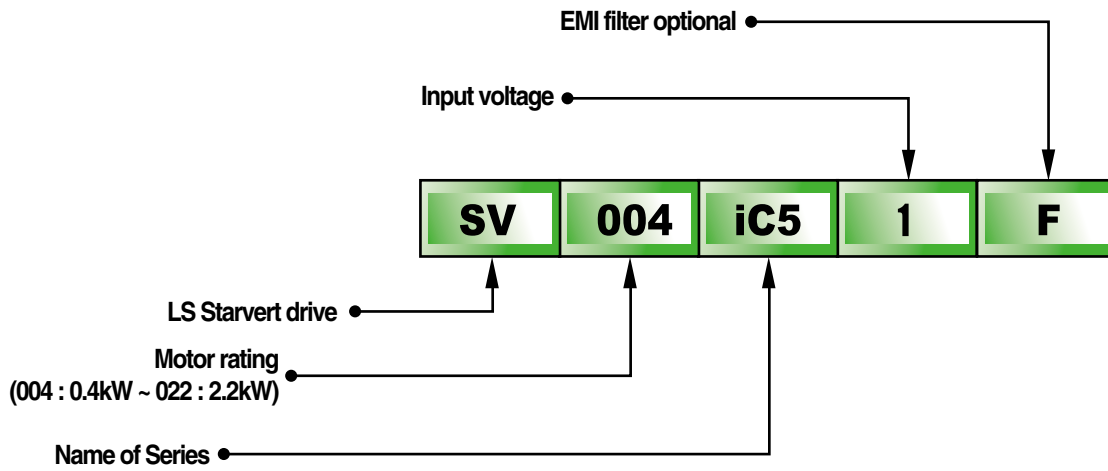 EMI filter optional
Input voltage
SV 004 iC5 1 F
LS Starvert drive
Motor rating
(004 : 0.4kW ~ 022 : 2.2kW)
Name of Series